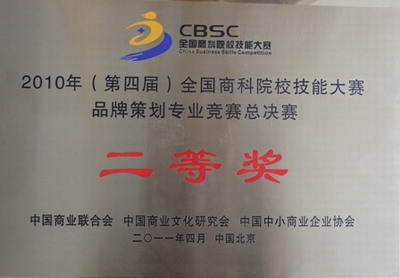 CBSC
全国商科院校技能大赛
China Business Skills Competition
2010年（第四届）全国商科院校技能大赛
品牌策划专业竞赛总决赛
二等奖
中国商业联合会 中国商业文化研究会 中国中小商业企业协会
二〇一一年四月 中国北京